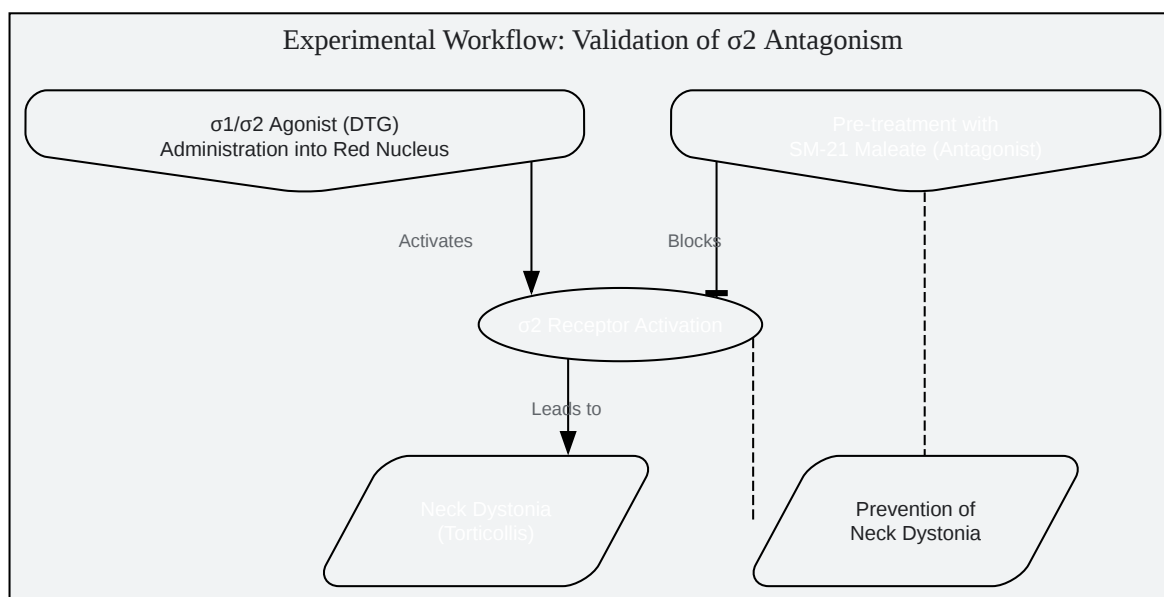 Experimental Workflow: Validation of σ2 Antagonism
σ1/σ2 Agonist (DTG)
Administration into Red Nucleus
Pre-treatment with
SM-21 Maleate (Antagonist)
Activates
Blocks
σ2 Receptor Activation
Leads to
Neck Dystonia
(Torticollis)
Prevention of
Neck Dystonia